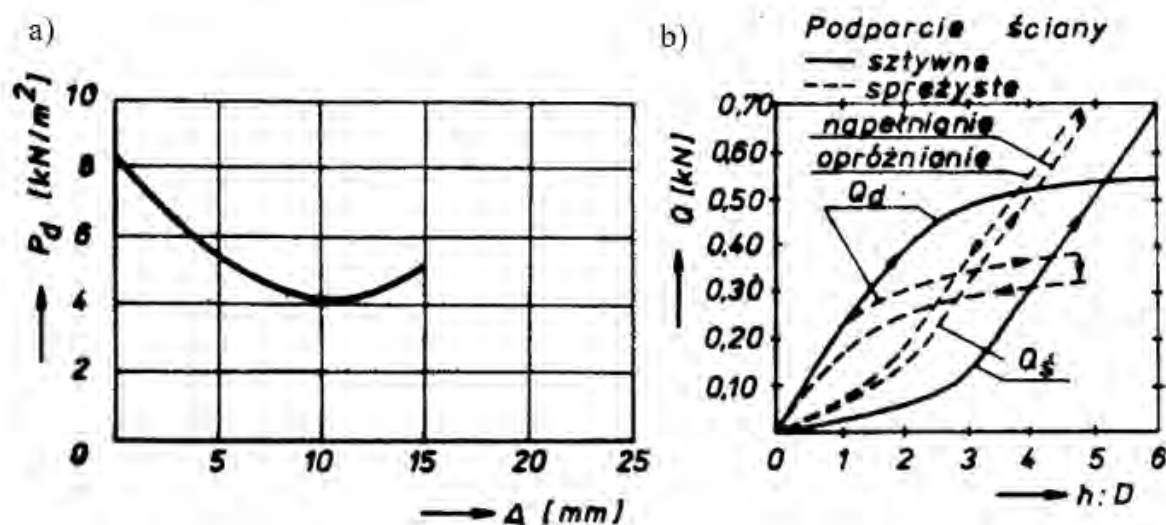 a)
P_d [kN/m²]
10
8
6
4
2
0
0 5 10 15 20 25
Δ [mm]
b)
Podparcie ściany
sztywne
sprężyste
napełnianie
opróżnianie
Q_d
Q_ś
Q (kN)
0,70
0,60
0,50
0,40
0,30
0,20
0,10
0 1 2 3 4 5 6
h:D